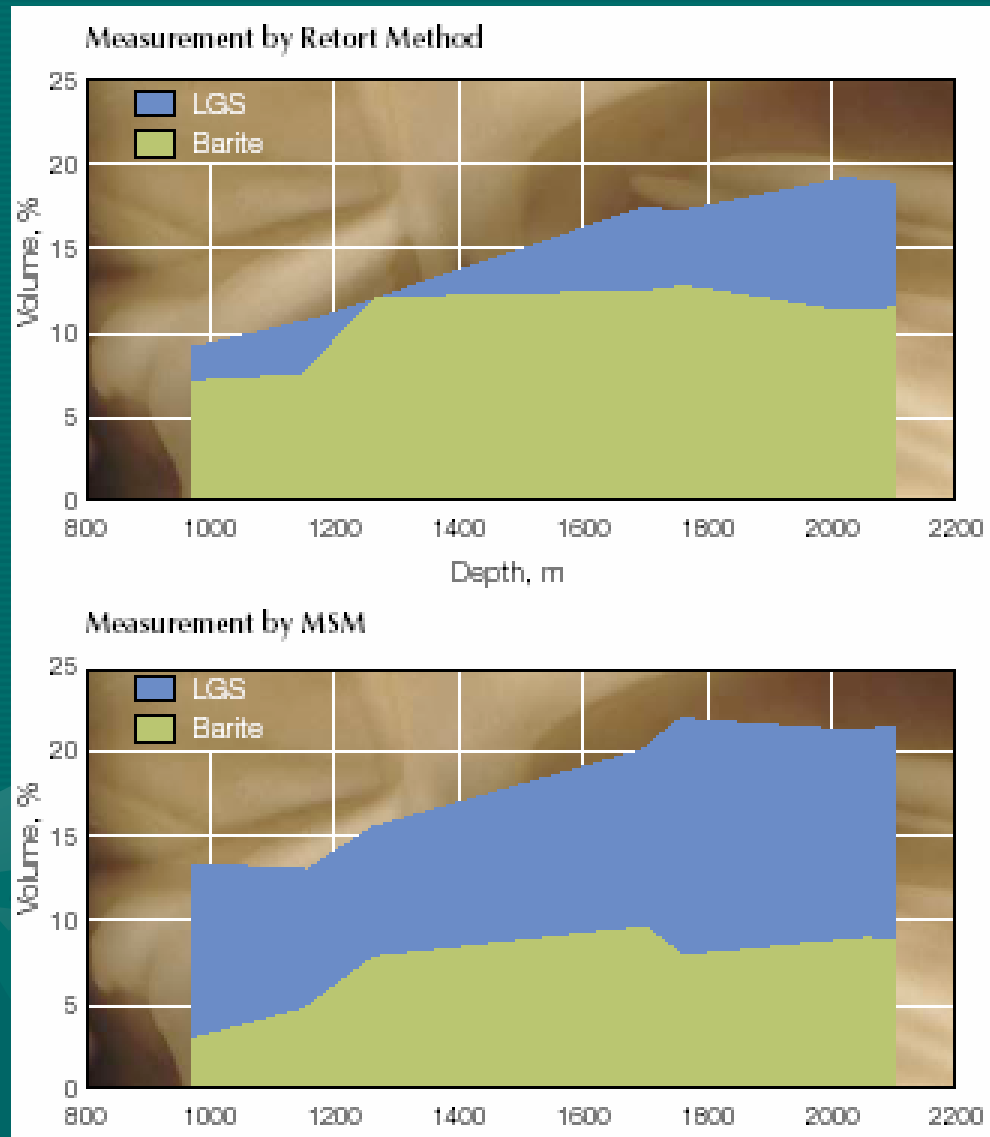 Measurement by Retort Method
25
LGS
Barite
20
15
10
5
0
Volume, %
800 1000 1200 1400 1600 1800 2000 2200
Depth, m
Measurement by MSM
25
LGS
Barite
20
15
10
5
0
Volume, %
800 1000 1200 1400 1600 1800 2000 2200